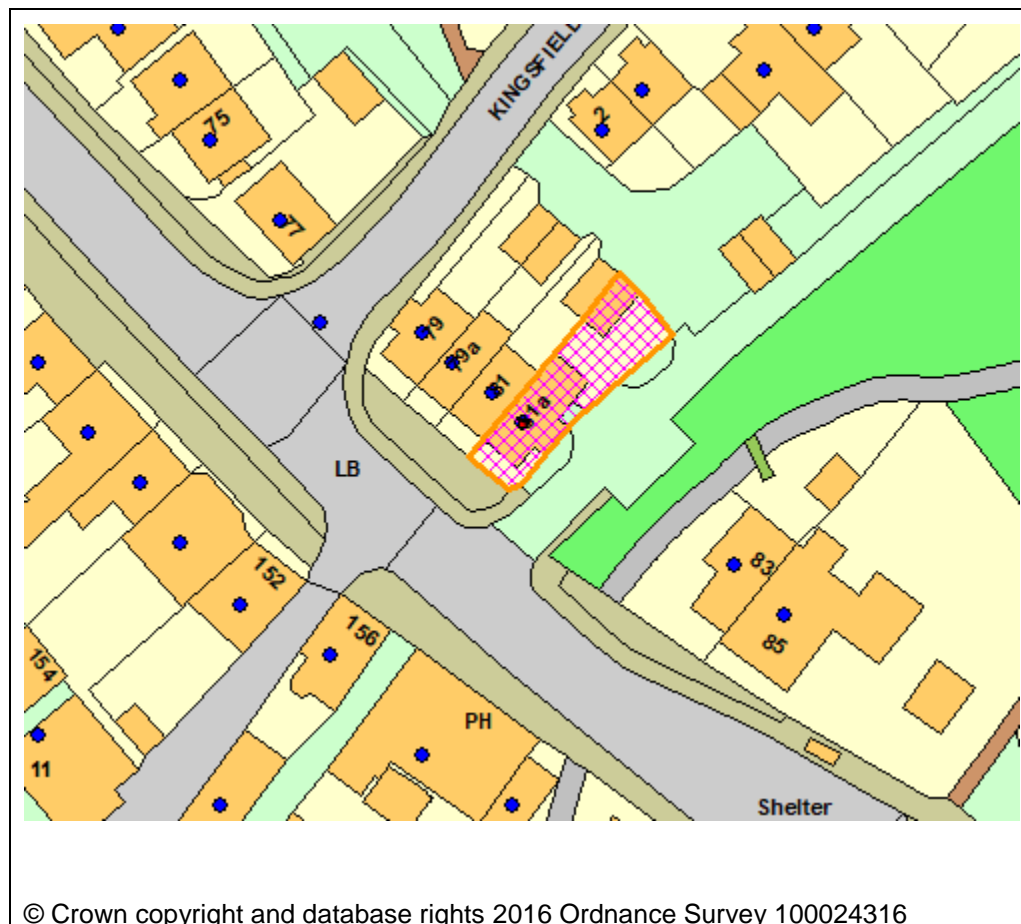 KINGSFIELD
2
75
77
79
79a
81
81a
LB
152
156
154
11
PH
83
85
Shelter
© Crown copyright and database rights 2016 Ordnance Survey 100024316